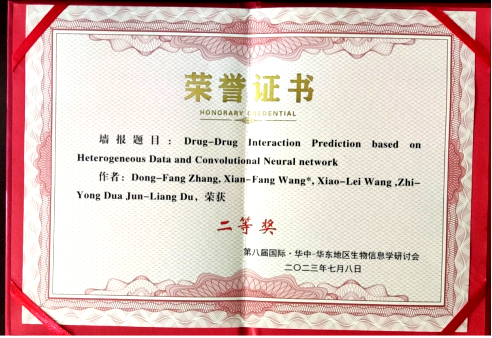 荣誉证书
HONORARY CREDENTIAL
墙报题目：Drug-Drug Interaction Prediction based on
Heterogeneous Data and Convolutional Neural network
作者：Dong-Fang Zhang, Xian-Fang Wang*, Xiao-Lei Wang ,Zhi-
Yong Dua Jun-Liang Du，荣获
二等奖
第八届国际·华中-华东地区生物信息学研讨会
二〇二三年七月八日